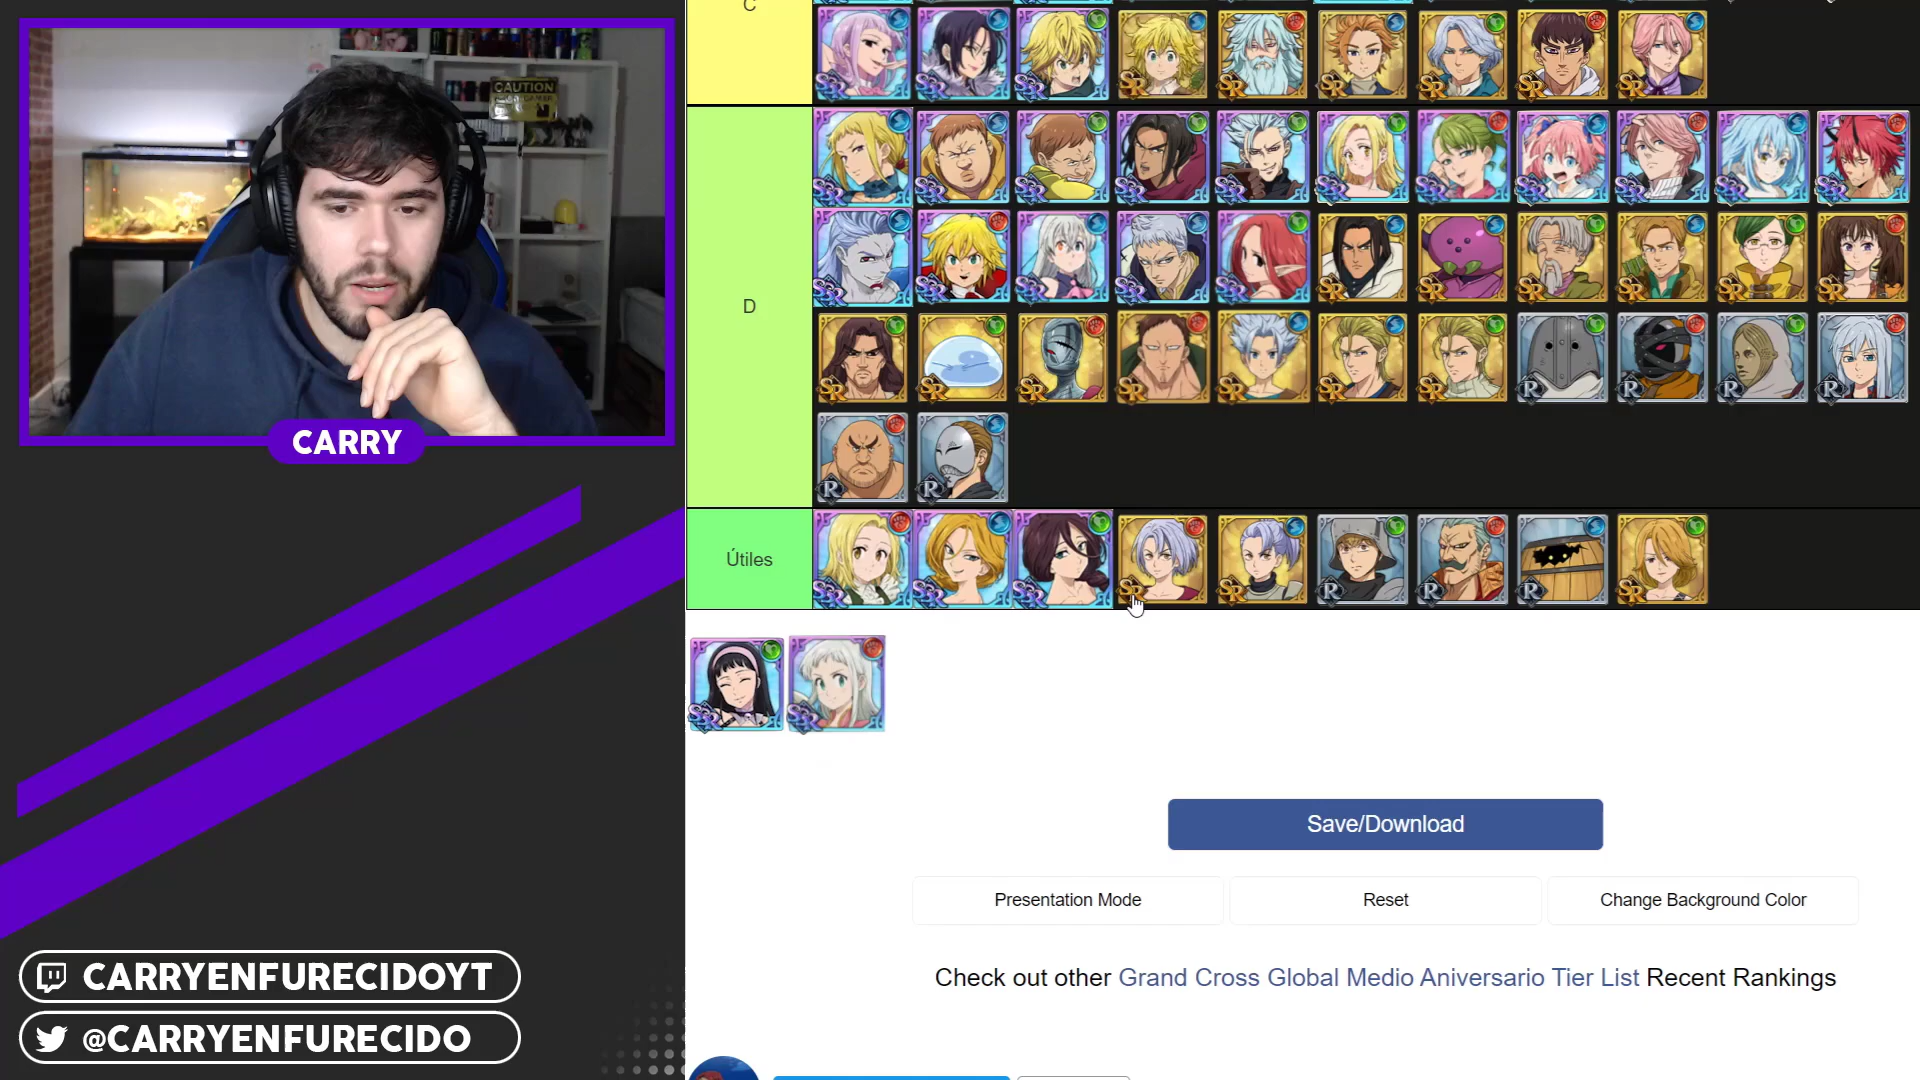 C
CAUTION
D
CARRY
Útiles
Save/Download
Presentation Mode
Reset
Change Background Color
CARRYENFURECIDOYT
@CARRYENFURECIDO
Check out other Grand Cross Global Medio Aniversario Tier List Recent Rankings